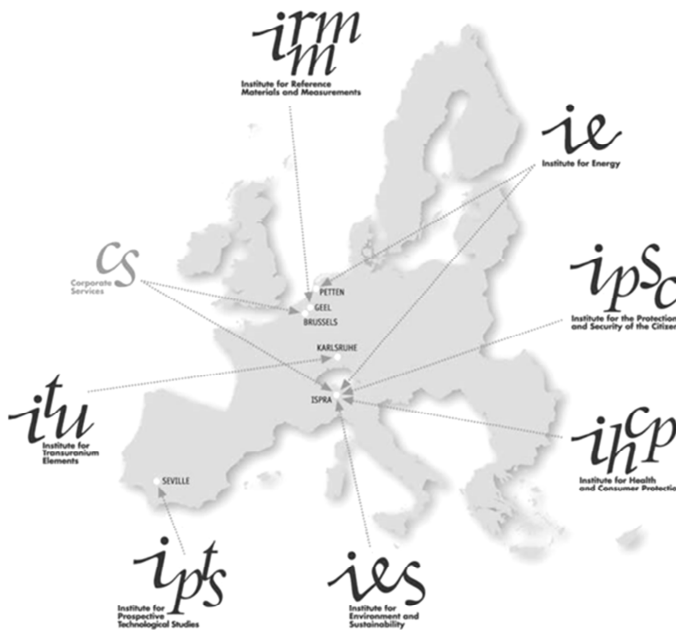 irmm
Institute for Reference
Materials and Measurements
ie
Institute for Energy
cs
Corporate
Services
ipsc
Institute for the Protection
and Security of the Citizen
PETTEN
GEEL
BRUSSELS
KARLSRUHE
ISPRA
itu
Institute for
Transuranium
Elements
ihcp
Institute for Health
and Consumer Protectio
SEVILLE
ipts
Institute for
Prospective
Technological Studies
ies
Institute for
Environment and
Sustainability